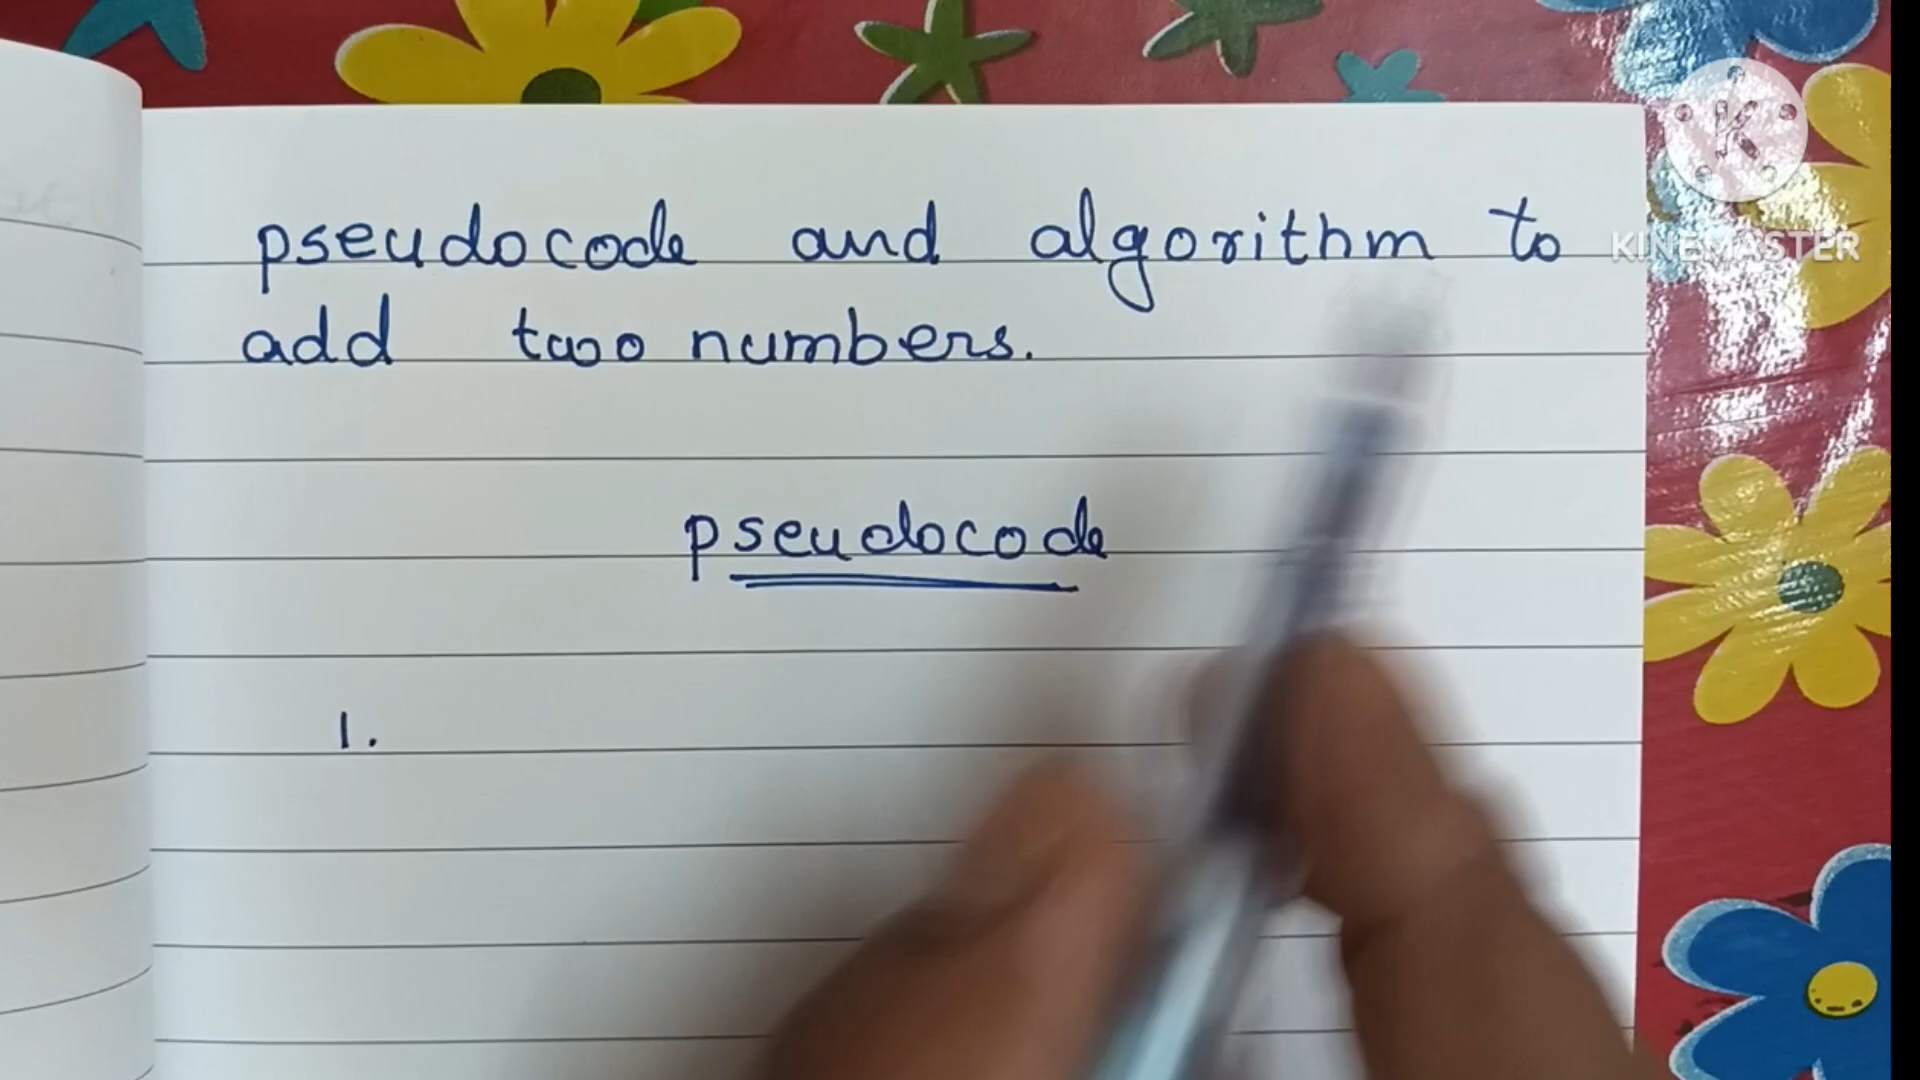 pseudocode and algorithm to
add two numbers.
KINEMASTER
pseudocode
1.